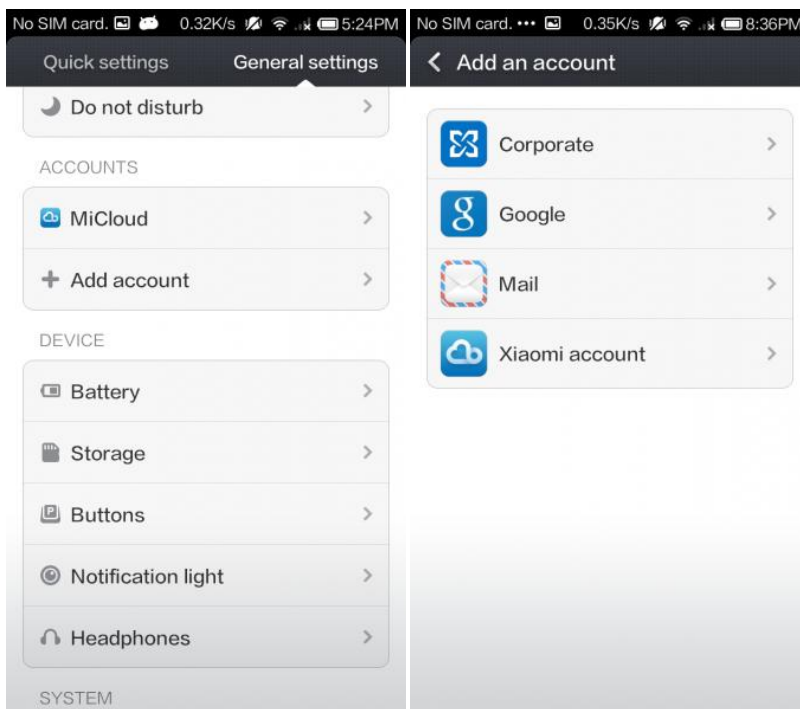 No SIM card. 0.32K/s 5:24PM
Quick settings General settings
Do not disturb
ACCOUNTS
MiCloud
Add account
DEVICE
Battery
Storage
Buttons
Notification light
Headphones
SYSTEM
No SIM card. ••• 0.35K/s 8:36PM
Add an account
Corporate
Google
Mail
Xiaomi account